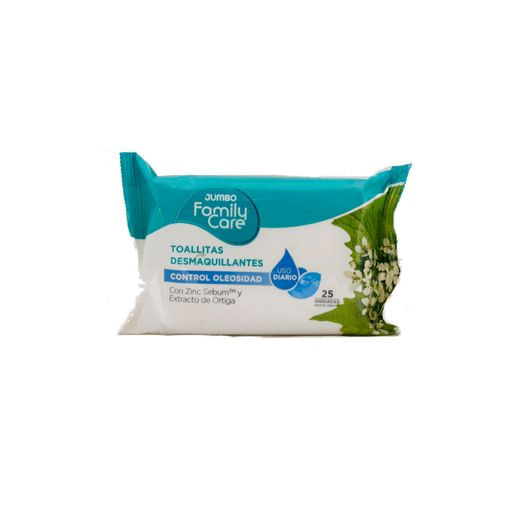 JUMBO
Family
Care
TOALLITAS
DESMAQUILLANTES
CONTROL OLEOSIDAD
USO
DIARIO
Con Zinc Sebum™ y
Extracto de Ortiga
25
UNIDADES